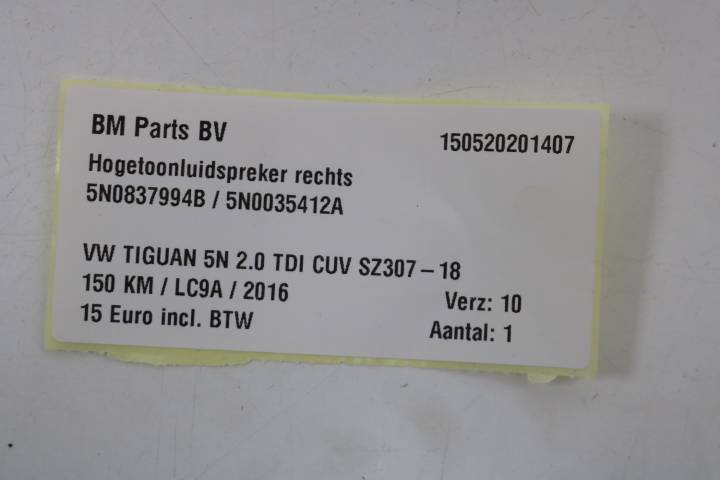 BM Parts BV 150520201407
Hogetoonluidspreker rechts
5N0837994B / 5N0035412A
VW TIGUAN 5N 2.0 TDI CUV SZ307-18
150 KM / LC9A / 2016 Verz: 10
15 Euro incl. BTW Aantal: 1